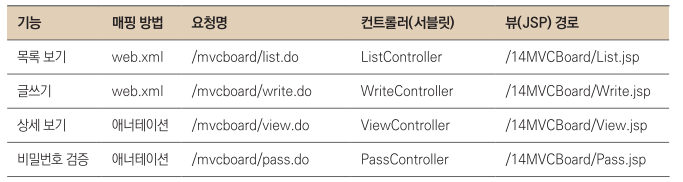 기능 매핑 방법 요청명 컨트롤러(서블릿) 뷰(JSP) 경로
목록 보기 web.xml /mvcboard/list.do ListController /14MVCBoard/List.jsp
글쓰기 web.xml /mvcboard/write.do WriteController /14MVCBoard/Write.jsp
상세 보기 애너테이션 /mvcboard/view.do ViewController /14MVCBoard/View.jsp
비밀번호 검증 애너테이션 /mvcboard/pass.do PassController /14MVCBoard/Pass.jsp